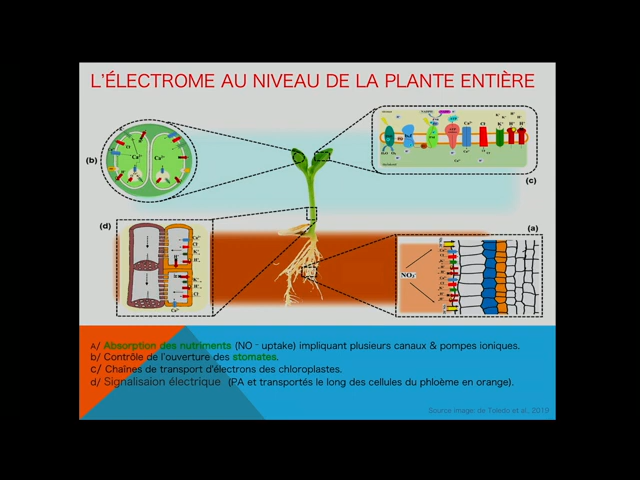 L'ÉLECTROME AU NIVEAU DE LA PLANTE ENTIÈRE
(b)
(c)
(d)
(a)
NO₃⁻
A/ Absorption des nutriments (NO - uptake) impliquant plusieurs canaux & pompes ioniques.
b/ Contrôle de l'ouverture des stomates.
c/ Chaînes de transport d'électrons des chloroplastes.
d/ Signalisaion électrique (PA et transportés le long des cellules du phloème en orange).
Source image: de Toledo et al., 2019